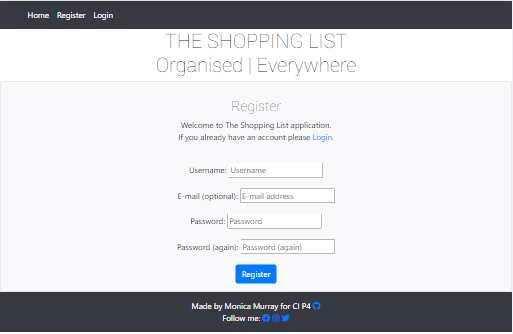 Home Register Login
THE SHOPPING LIST
Organised | Everywhere
Register
Welcome to The Shopping List application.
If you already have an account please Login.
Username: Username
E-mail (optional): E-mail address
Password: Password
Password (again): Password (again)
Register
Made by Monica Murray for CI P4
Follow me: